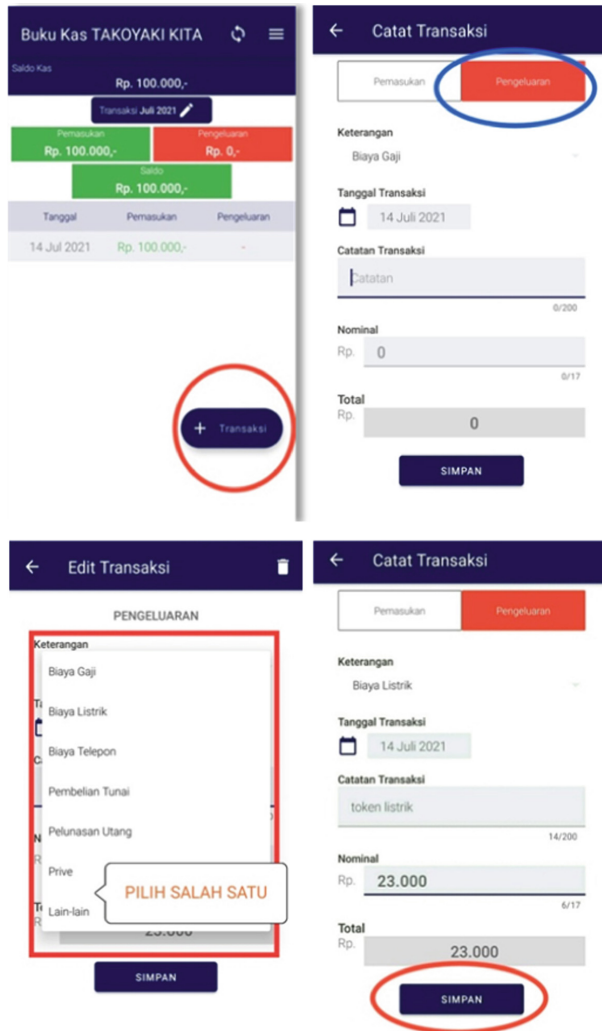 Buku Kas TAKOYAKI KITA
Saldo Kas
Rp. 100.000,-
Transaksi Juli 2021
Pemasukan
Rp. 100.000,-
Pengeluaran
Rp. 0,-
Saldo
Rp. 100.000,-
Tanggal Pemasukan Pengeluaran
14 Jul 2021 Rp. 100.000,- -
+ Transaksi
Catat Transaksi
Pemasukan Pengeluaran
Keterangan
Biaya Gaji
Tanggal Transaksi
14 Juli 2021
Catatan Transaksi
Catatan
0/200
Nominal
Rp. 0
0/17
Total
Rp.
0
SIMPAN
Edit Transaksi
PENGELUARAN
Keterangan
Biaya Gaji
Biaya Listrik
Biaya Telepon
Pembelian Tunai
Pelunasan Utang
Prive
Lain-lain
PILIH SALAH SATU
23.000
SIMPAN
Catat Transaksi
Pemasukan Pengeluaran
Keterangan
Biaya Listrik
Tanggal Transaksi
14 Juli 2021
Catatan Transaksi
token listrik
14/200
Nominal
Rp. 23.000
6/17
Total
Rp.
23.000
SIMPAN